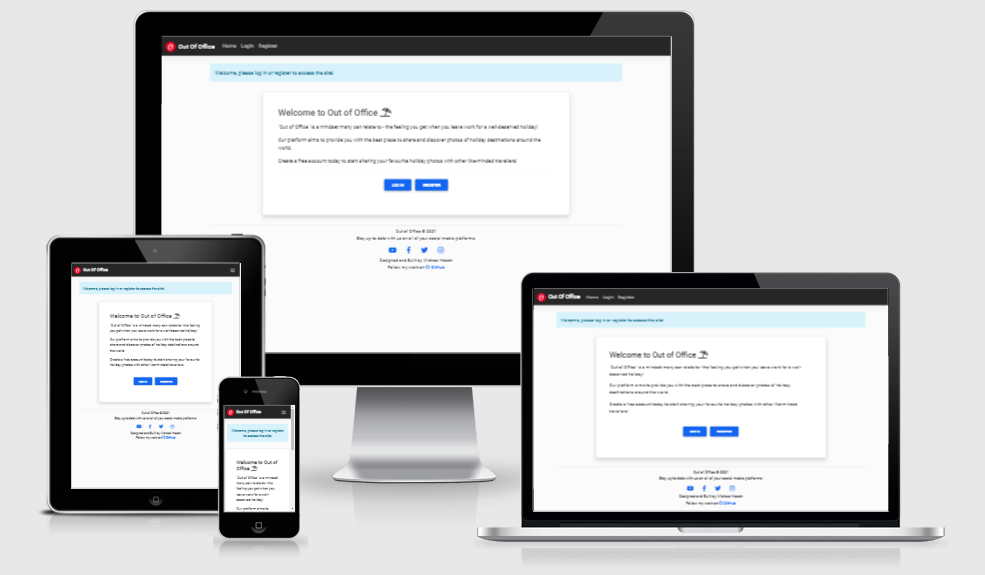 Out Of Office Home Login Register
Welcome, please log in or register to access the site!
Welcome to Out of Office
'Out of Office' is a mindset many can relate to - the feeling you get when you leave work for a well-deserved holiday!
Our platform aims to provide you with the best place to share and discover photos of holiday destinations around the
world.
Create a free account today to start sharing your favourite holiday photos with other like-minded travellers!
LOG IN REGISTER
Out of Office © 2021
Stay up to date with us on all of our social media platforms
Designed and Built by
Follow my work on GitHub
Out Of Office
Welcome, please log in or register to access the site!
Welcome to Out of Office
'Out of Office' is a mindset many can relate to - the feeling
you get when you leave work for a well-deserved holiday!
Our platform aims to provide you with the best place to
share and discover photos of holiday destinations around
the world.
Create a free account today to start sharing your favourite
holiday photos with other like-minded travellers!
LOG IN REGISTER
Out of Office © 2021
Stay up to date with us on all of our social media platforms
Designed and Built by
Follow my work on GitHub
Out Of Office
Welcome, please log in or register
to access the site!
Welcome to Out of
Office
'Out of Office' is a mindset
many can relate to - the
feeling you get when you
leave work for a well-
deserved holiday!
Our platform aims to
Out Of Office Home Login Register
Welcome, please log in or register to access the site!
Welcome to Out of Office
'Out of Office' is a mindset many can relate to - the feeling you get when you leave work for a well-
deserved holiday!
Our platform aims to provide you with the best place to share and discover photos of holiday
destinations around the world.
Create a free account today to start sharing your favourite holiday photos with other like-minded
travellers!
LOG IN REGISTER
Out of Office © 2021
Stay up to date with us on all of our social media platforms
Designed and Built by
Follow my work on GitHub